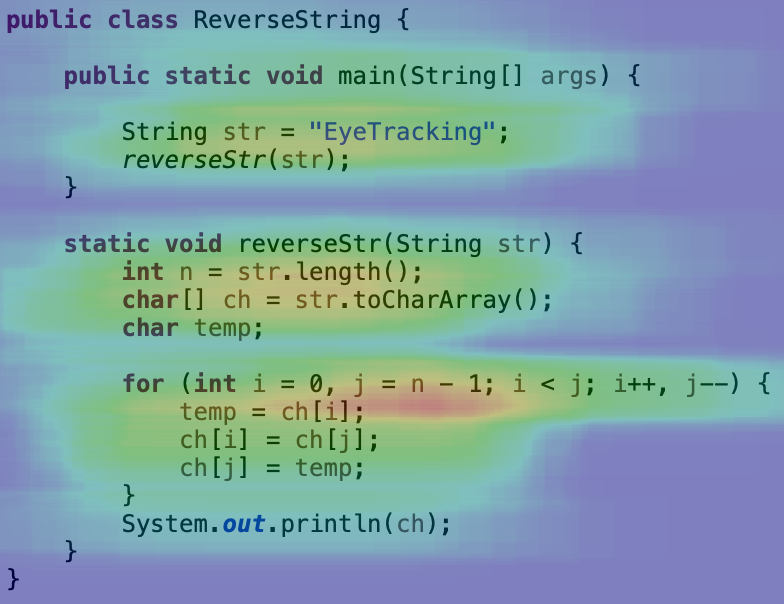 public class ReverseString {
public static void main(String[] args) {
String str = "EyeTracking";
reverseStr(str);
}
static void reverseStr(String str) {
int n = str.length();
char[] ch = str.toCharArray();
char temp;
for (int i = 0, j = n - 1; i < j; i++, j--) {
temp = ch[i];
ch[i] = ch[j];
ch[j] = temp;
}
System.out.println(ch);
}
}